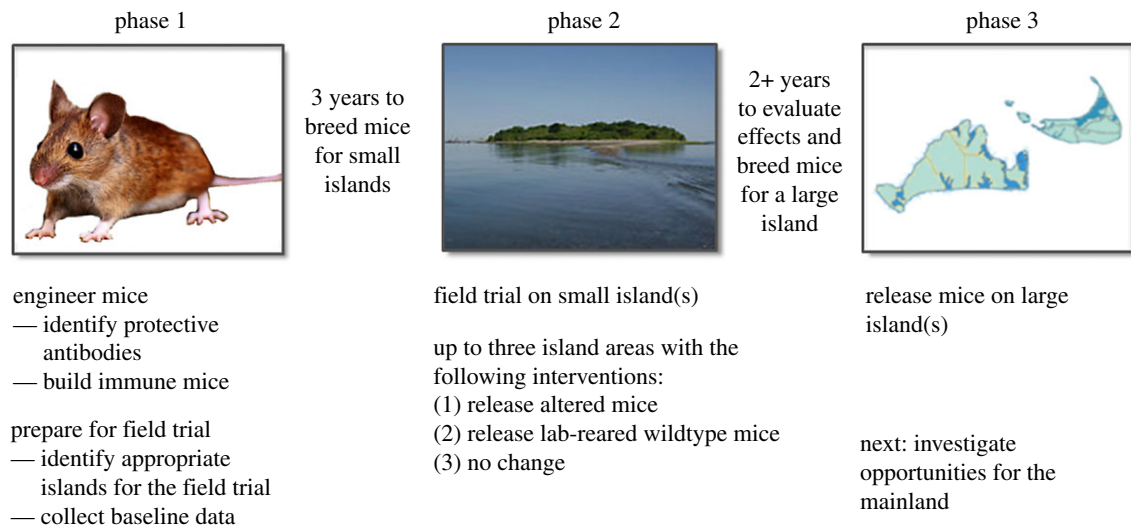 phase 1
phase 2
phase 3
3 years to
breed mice
for small
islands
2+ years
to evaluate
effects and
breed mice
for a large
island
engineer mice
— identify protective
antibodies
— build immune mice
prepare for field trial
— identify appropriate
islands for the field trial
— collect baseline data
field trial on small island(s)
up to three island areas with the
following interventions:
(1) release altered mice
(2) release lab-reared wildtype mice
(3) no change
release mice on large
island(s)
next: investigate
opportunities for the
mainland